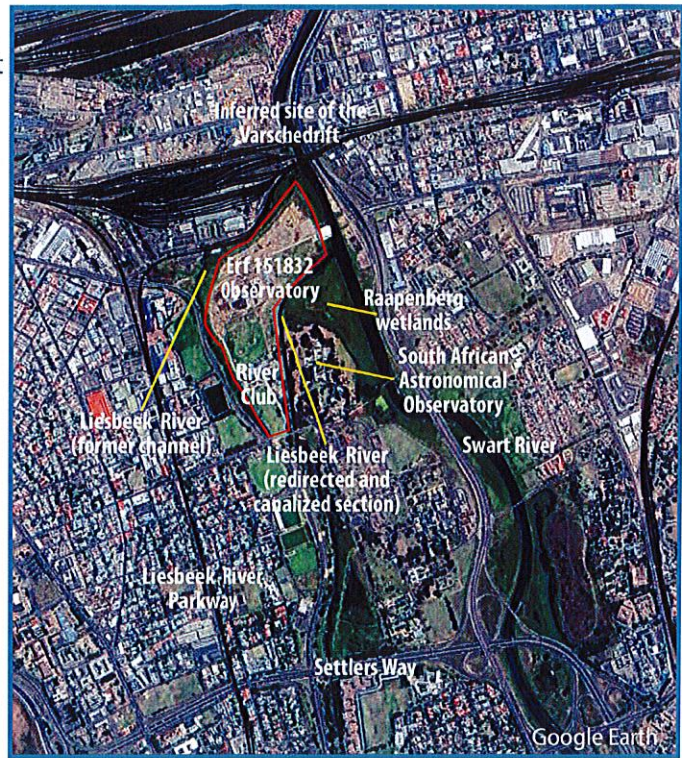 Inferred site of the
Varschedrift
Erf 151832
Observatory
Raapenberg
wetlands
South African
Astronomical
Observatory
River
Club
Liesbeek River
(former channel)
Liesbeek River
(redirected and
canalized section)
Swart River
Liesbeek River
Parkway
Settlers Way
Google Earth